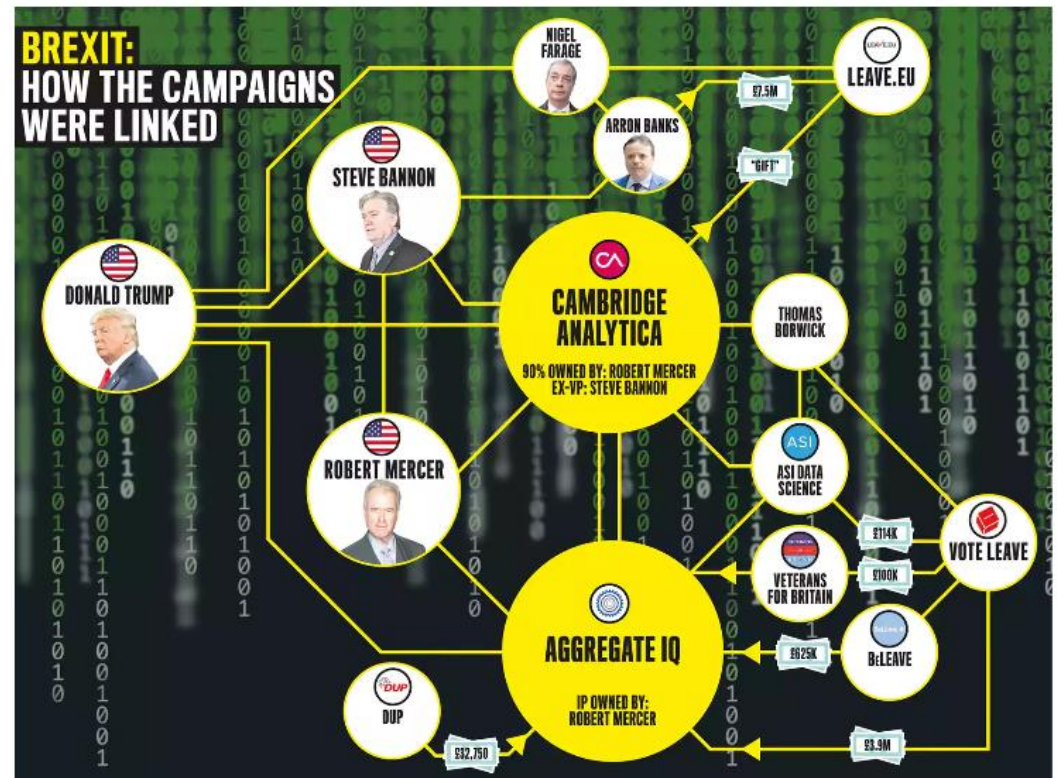 BREXIT:
HOW THE CAMPAIGNS
WERE LINKED
NIGEL
FARAGE
LEAVE.EU
£7.5M
ARRON BANKS
"GIFT"
STEVE BANNON
DONALD TRUMP
CA
CAMBRIDGE
ANALYTICA
90% OWNED BY: ROBERT MERCER
EX-VP: STEVE BANNON
THOMAS
BORWICK
ROBERT MERCER
ASI
ASI DATA
SCIENCE
£114K
VOTE LEAVE
£100K
VETERANS
FOR BRITAIN
AGGREGATE IQ
IP OWNED BY:
ROBERT MERCER
£625K
BELEAVE
DUP
DUP
£32,750
£3.9M